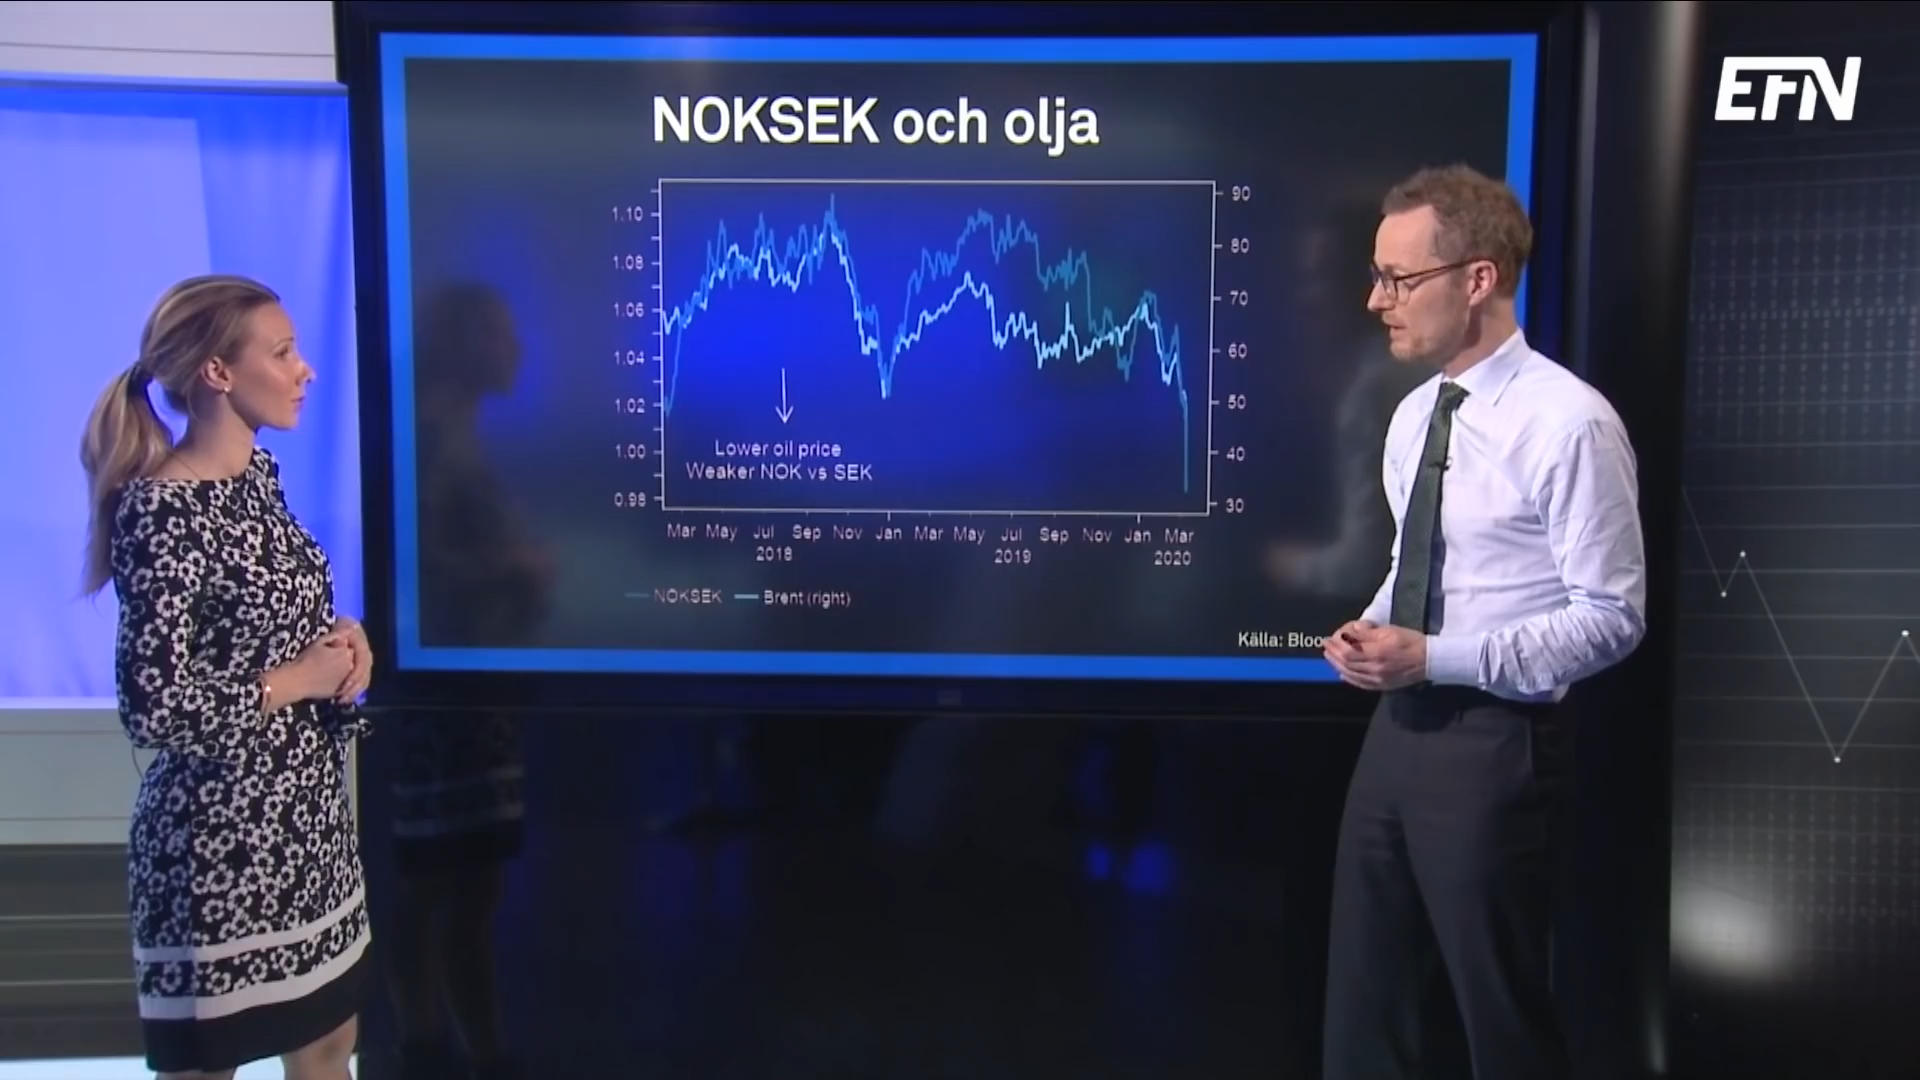 EFN
NOKSEK och olja
1.10
1.08
1.06
1.04
1.02
1.00
0.98
90
80
70
60
50
40
30
Lower oil price
Weaker NOK vs SEK
Mar May Jul Sep Nov Jan Mar May Jul Sep Nov Jan Mar
2018 2019 2020
NOKSEK Brent (right)
Källa: